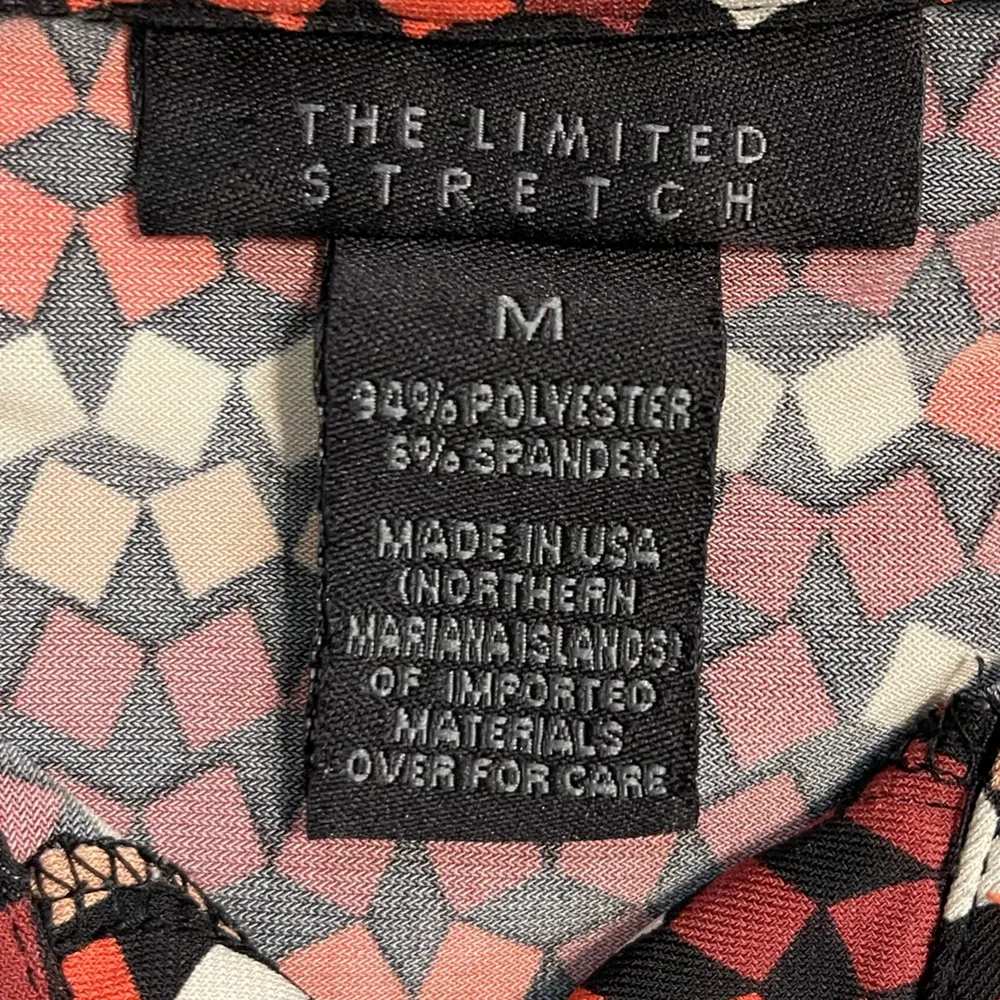 THE LIMITED
STRETCH
M
94% POLYESTER
6% SPANDEX
MADE IN USA
(NORTHERN
MARIANA ISLANDS)
OF IMPORTED
MATERIALS
OVER FOR CARE